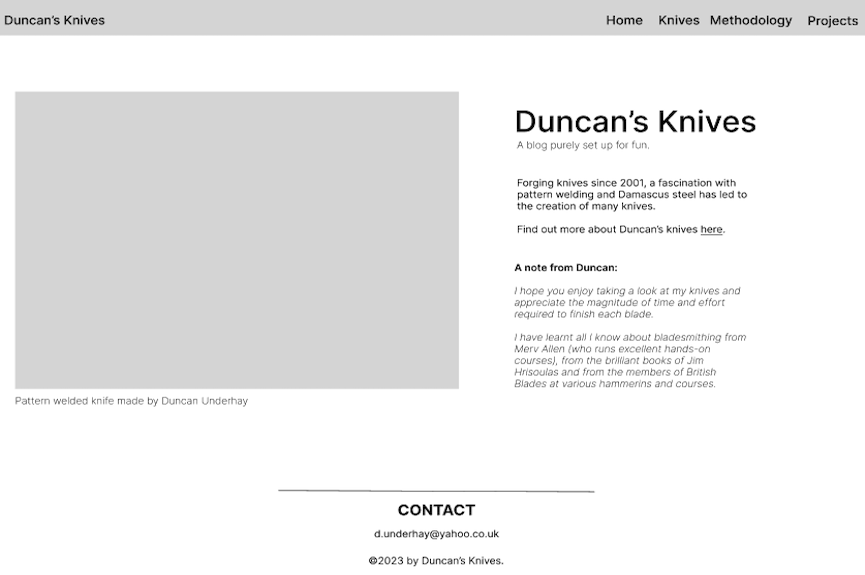 Duncan's Knives
Home Knives Methodology Projects
Duncan's Knives
A blog purely set up for fun.
Forging knives since 2001, a fascination with
pattern welding and Damascus steel has led to
the creation of many knives.
Find out more about Duncan's knives here.
A note from Duncan:
I hope you enjoy taking a look at my knives and
appreciate the magnitude of time and effort
required to finish each blade.
I have learnt all I know about bladesmithing from
Merv Allen (who runs excellent hands-on
courses), from the brilliant books of Jim
Hrisoulas and from the members of British
Blades at various hammerins and courses.
Pattern welded knife made by Duncan Underhay
CONTACT
d.underhay@yahoo.co.uk
©2023 by Duncan's Knives.